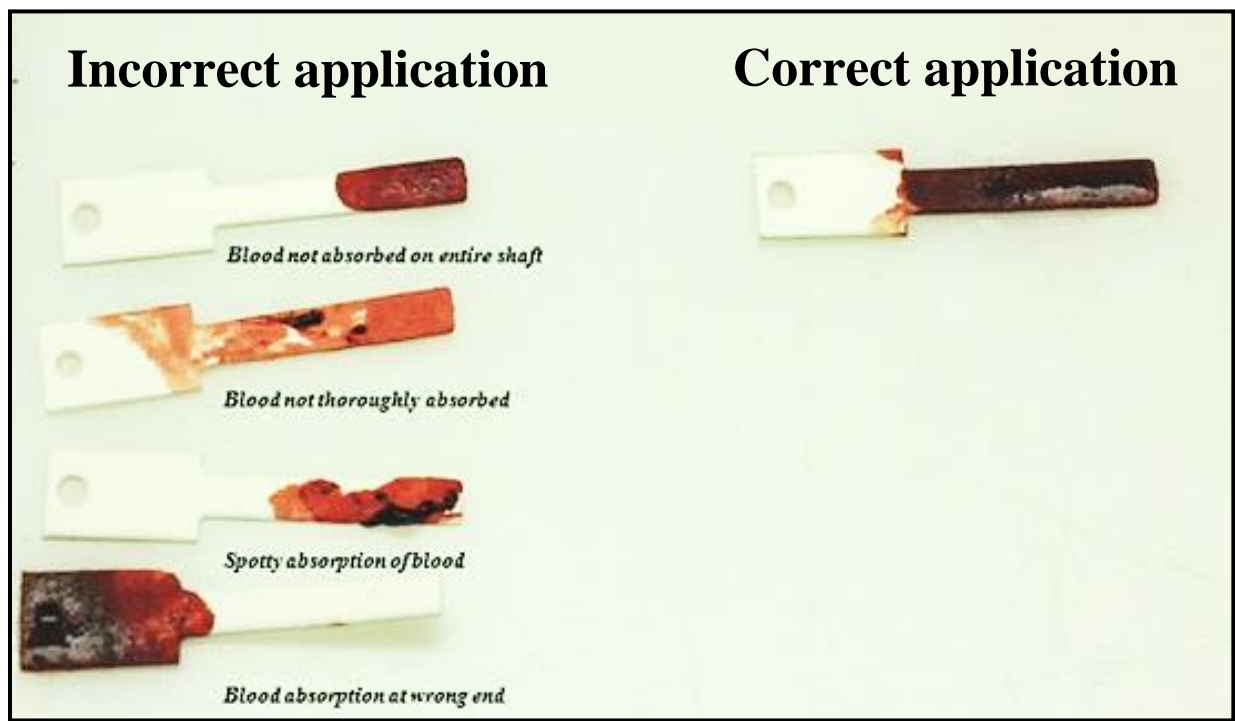 Incorrect application
Correct application
Blood not absorbed on entire shaft
Blood not thoroughly absorbed
Spotty absorption of blood
Blood absorption at wrong end